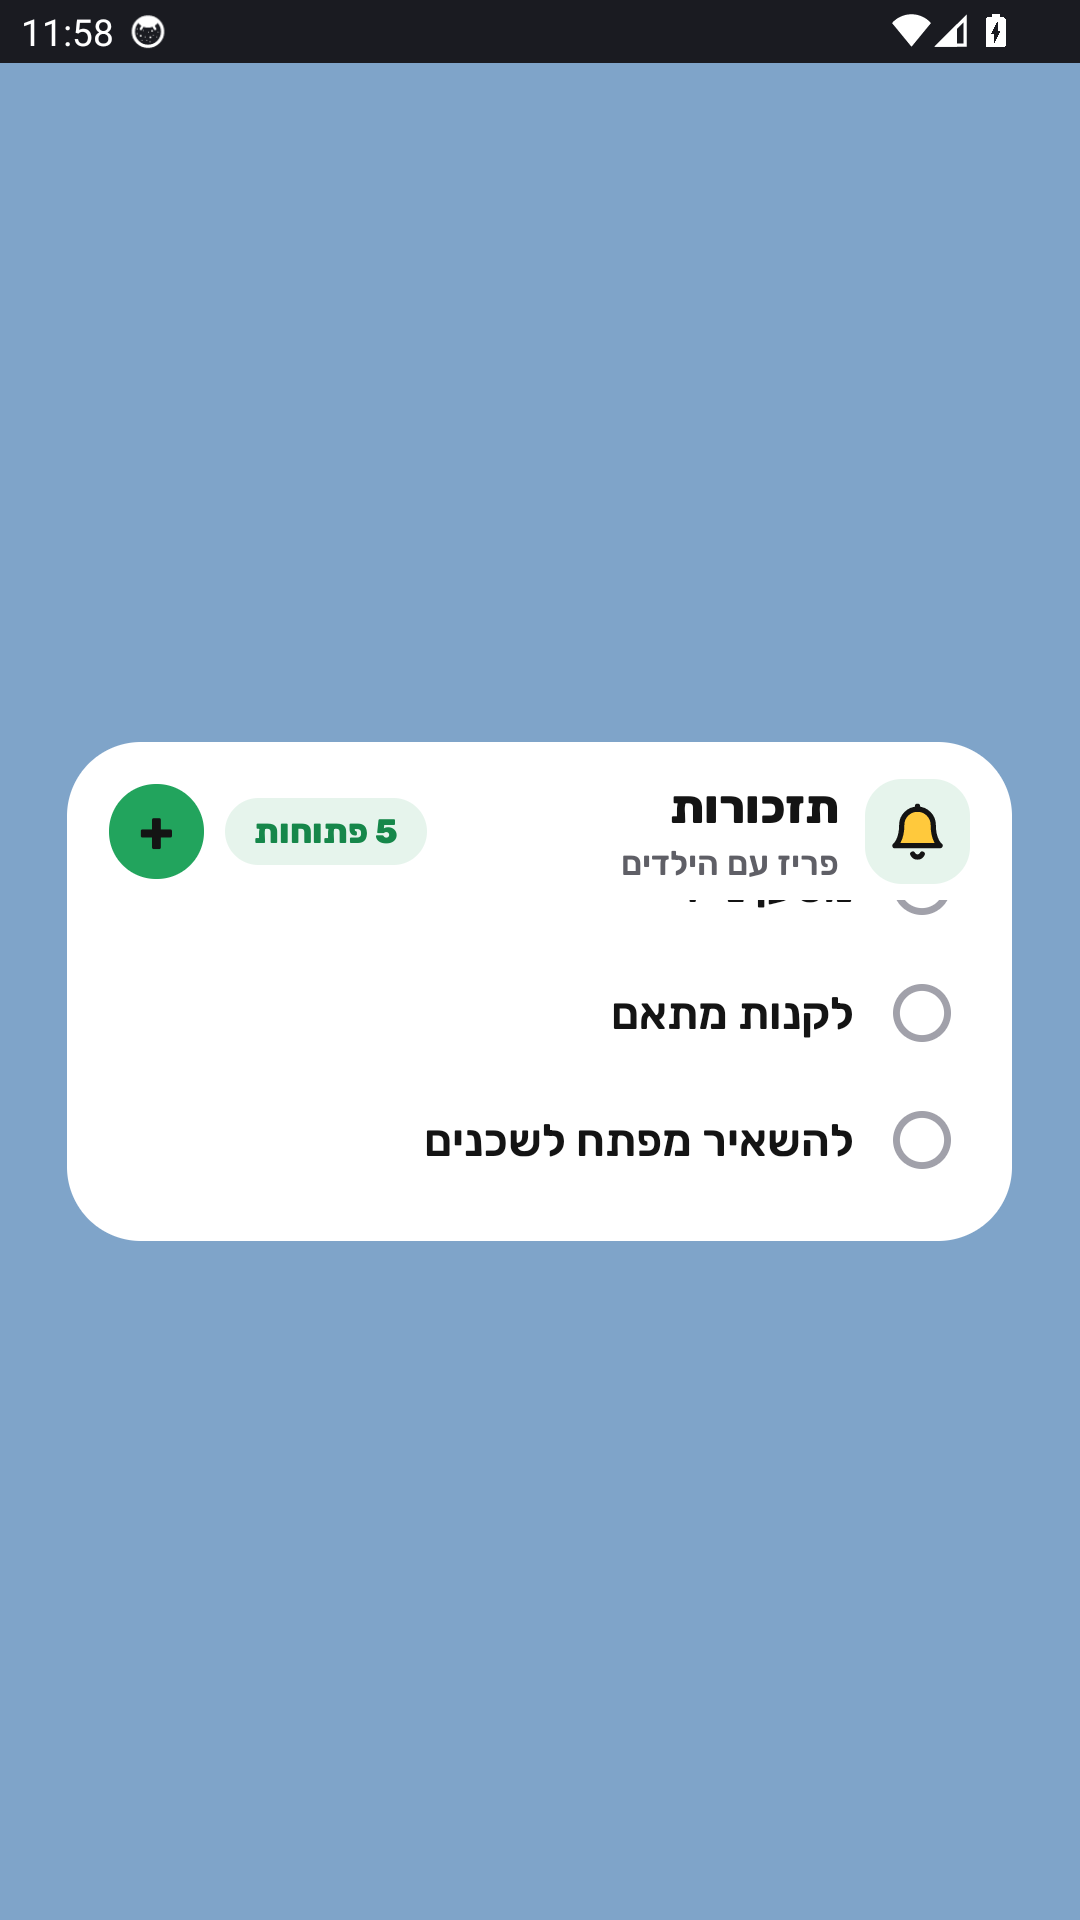 11:58
תזכורות
פריז עם הילדים
5 פתוחות
+
לקנות מתאם
להשאיר מפתח לשכנים